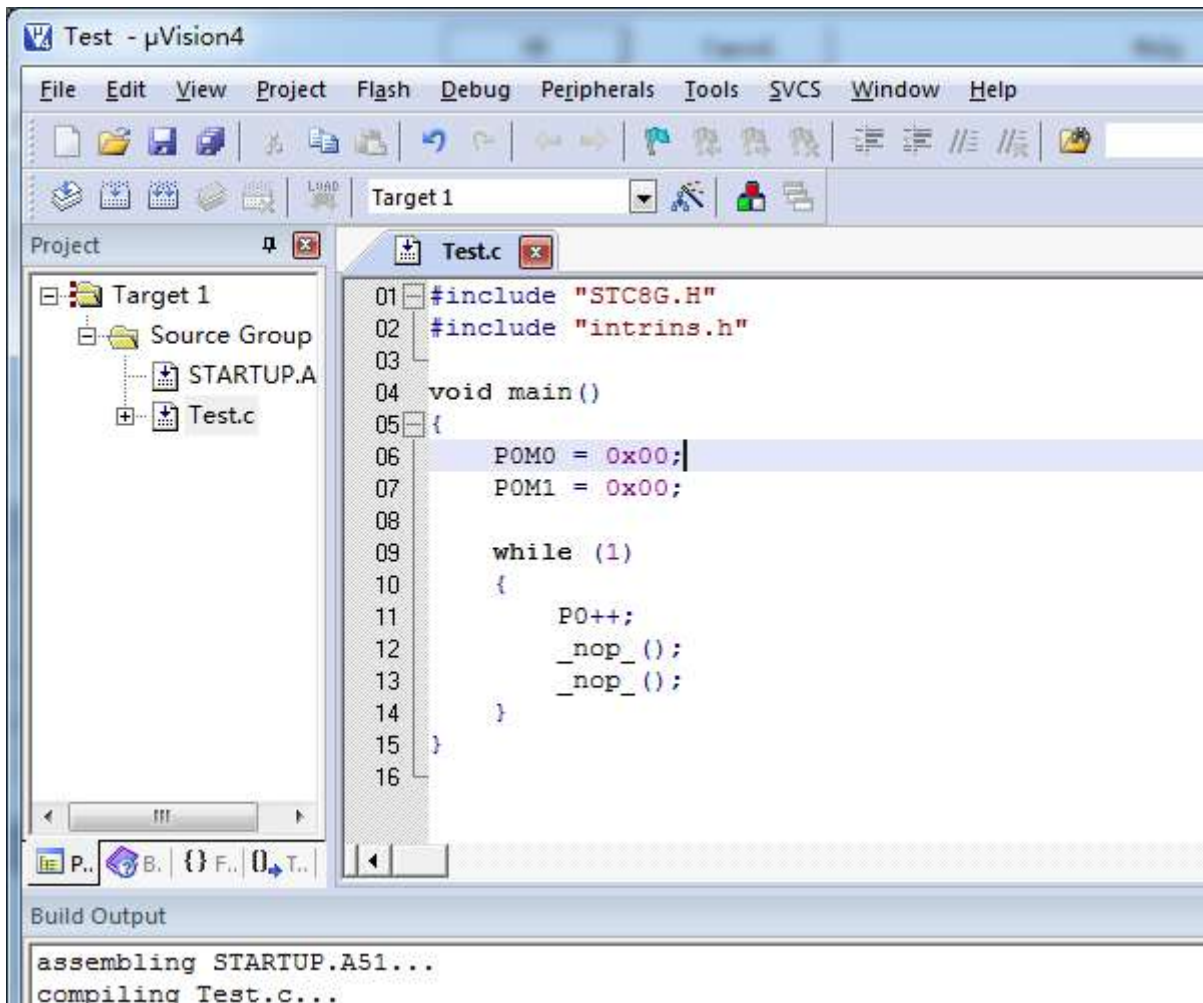 Test - µVision4
File Edit View Project Flash Debug Peripherals Tools SVCS Window Help
LOAD Target 1
Project
Test.c
Target 1
Source Group
STARTUP.A
Test.c
01 #include "STC8G.H"
02 #include "intrins.h"
03
04 void main()
05 {
06 P0M0 = 0x00;
07 P0M1 = 0x00;
08
09 while (1)
10 {
11 P0++;
12 _nop_();
13 _nop_();
14 }
15 }
16
P.. B. {} F.. 0 T..
Build Output
assembling STARTUP.A51...
compiling Test.c...